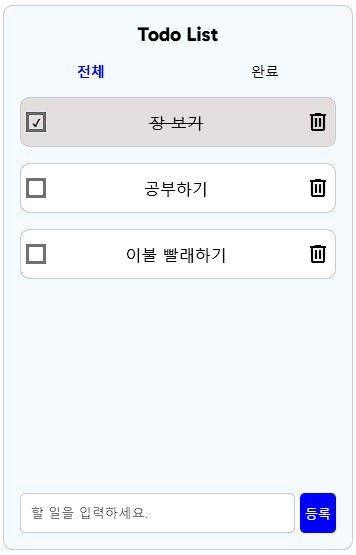 Todo List
전체
완료
장 보기
공부하기
이불 빨래하기
할 일을 입력하세요.
등록